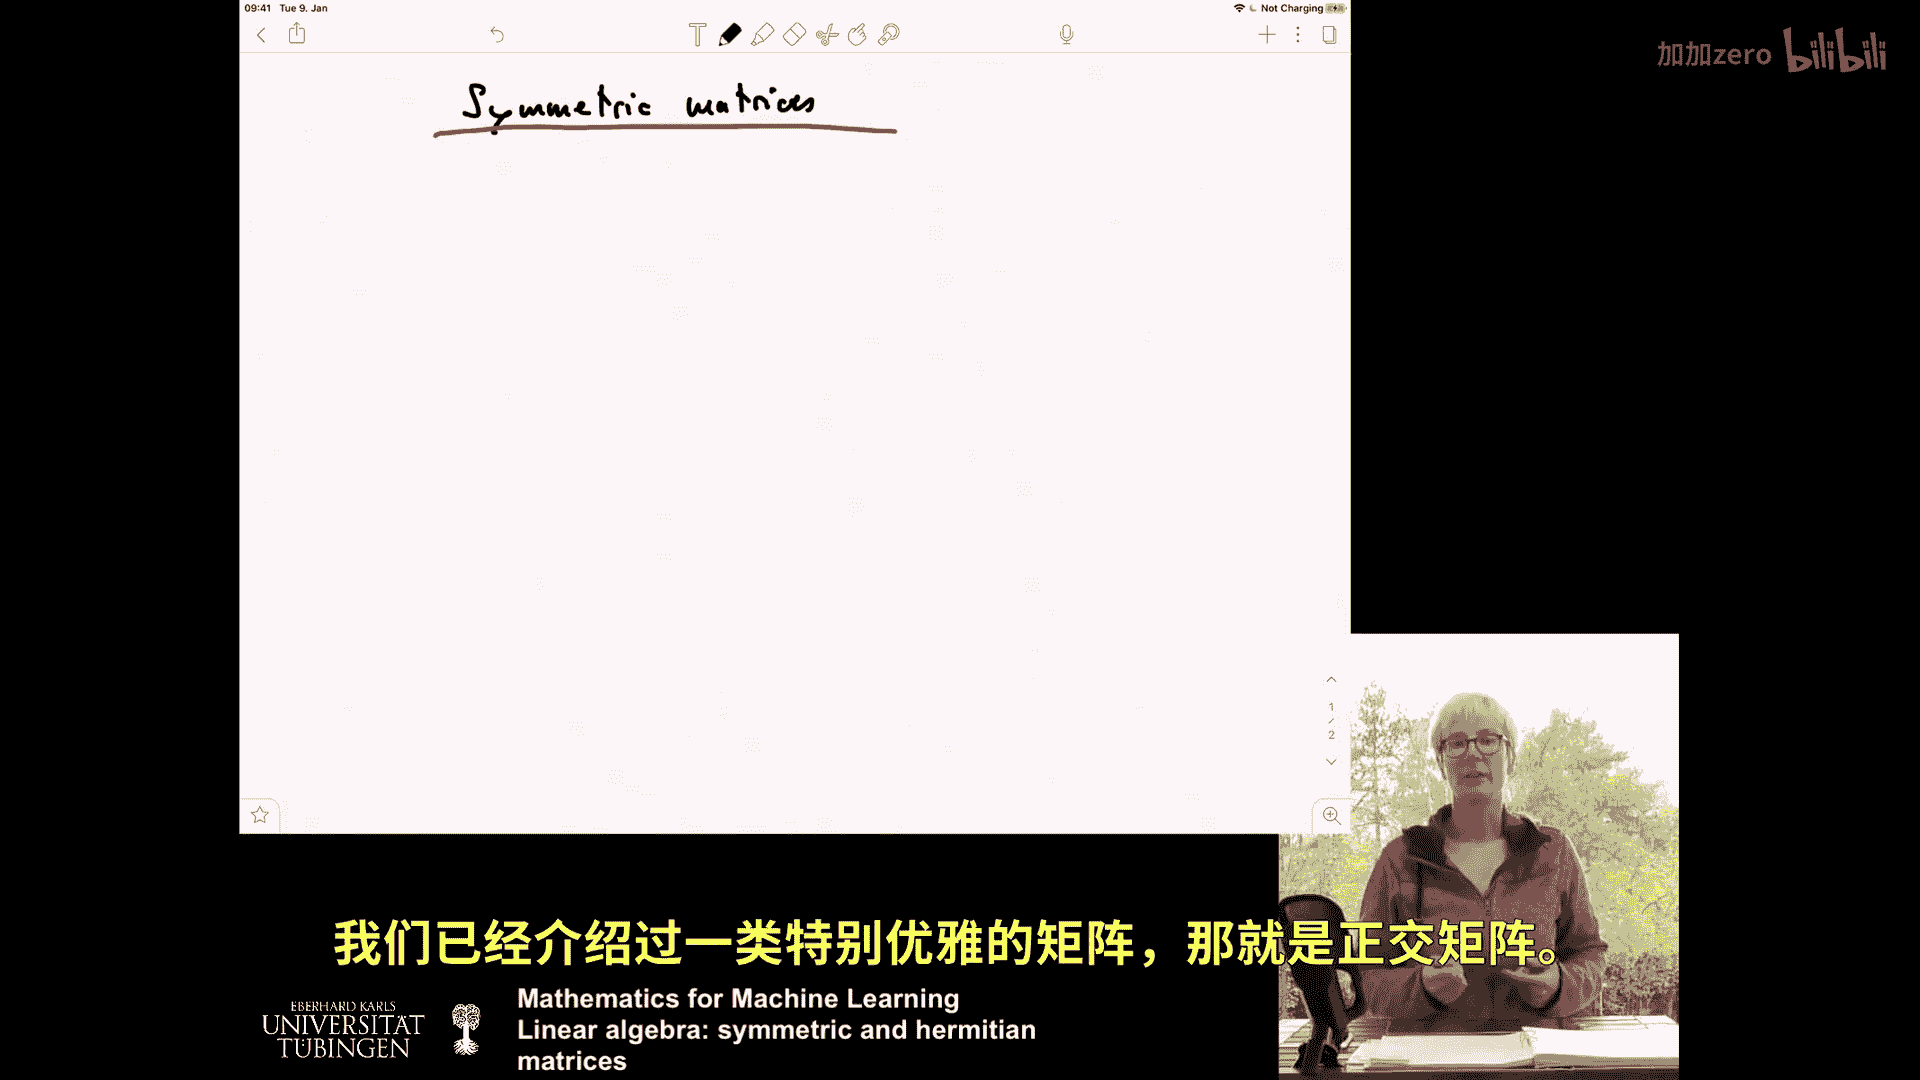 09:41 Tue 9. Jan
Not Charging
加加zero bilibili
T
Symmetric matrices
1
/
2
我们已经介绍过一类特别优雅的矩阵，那就是正交矩阵。
EBERHARD KARLS
UNIVERSITÄT
TÜBINGEN
Mathematics for Machine Learning
Linear algebra: symmetric and hermitian
matrices